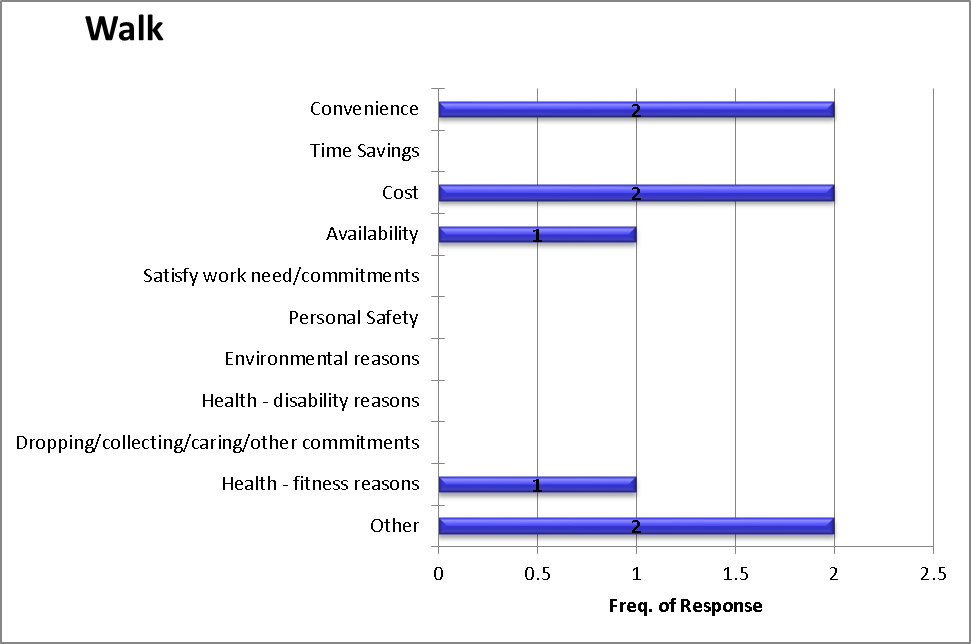 Walk
Convenience 2
Time Savings
Cost 2
Availability 1
Satisfy work need/commitments
Personal Safety
Environmental reasons
Health - disability reasons
Dropping/collecting/caring/other commitments
Health - fitness reasons 1
Other 2
0 0.5 1 1.5 2 2.5
Freq. of Response